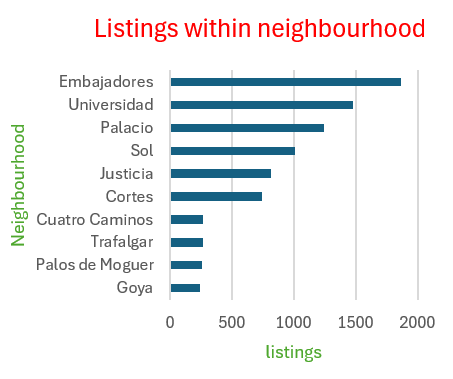 Listings within neighbourhood
Neighbourhood
Embajadores
Universidad
Palacio
Sol
Justicia
Cortes
Cuatro Caminos
Trafalgar
Palos de Moguer
Goya
0 500 1000 1500 2000
listings